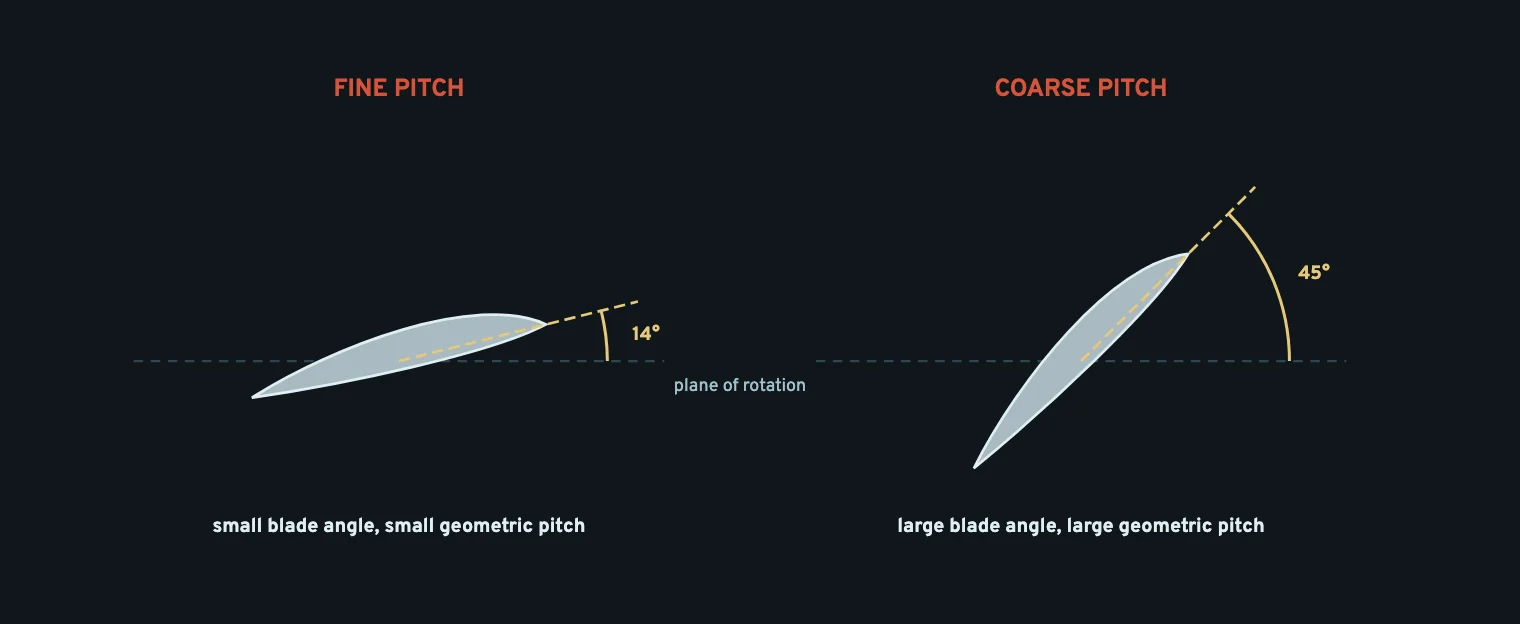 FINE PITCH
COARSE PITCH
45°
14°
plane of rotation
small blade angle, small geometric pitch
large blade angle, large geometric pitch